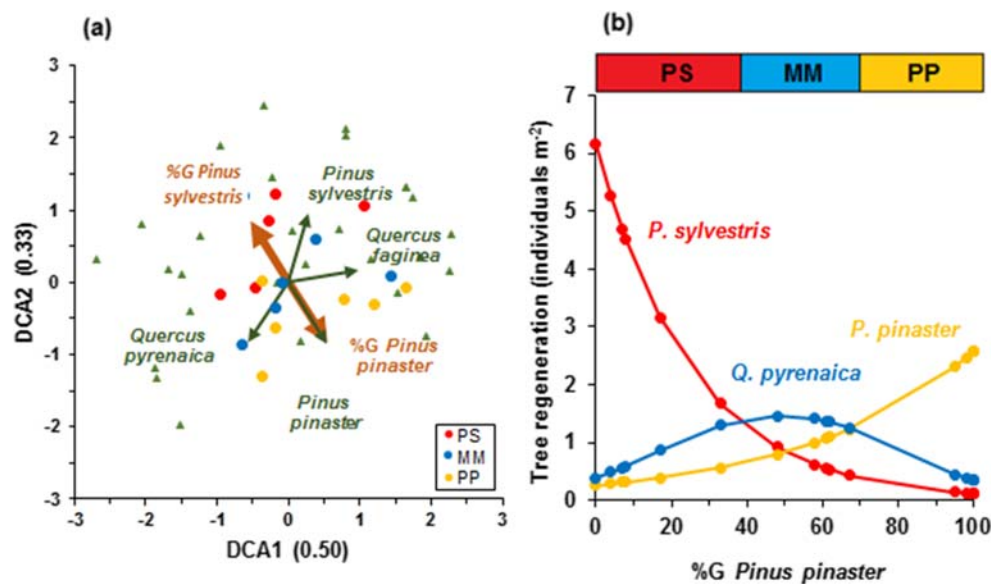 (a)
3
2
1
0
-1
-2
-3
-3
-2
-1
0
1
2
3
DCA2 (0.33)
DCA1 (0.50)
%G Pinus
sylvestris
Pinus
sylvestris
Quercus
faginea
Quercus
pyrenaica
%G Pinus
pinaster
Pinus
pinaster
PS
MM
PP
(b)
PS MM PP
7
6
5
4
3
2
1
0
0 20 40 60 80 100
Tree regeneration (individuals m-2)
P. sylvestris
P. pinaster
Q. pyrenaica
%G Pinus pinaster